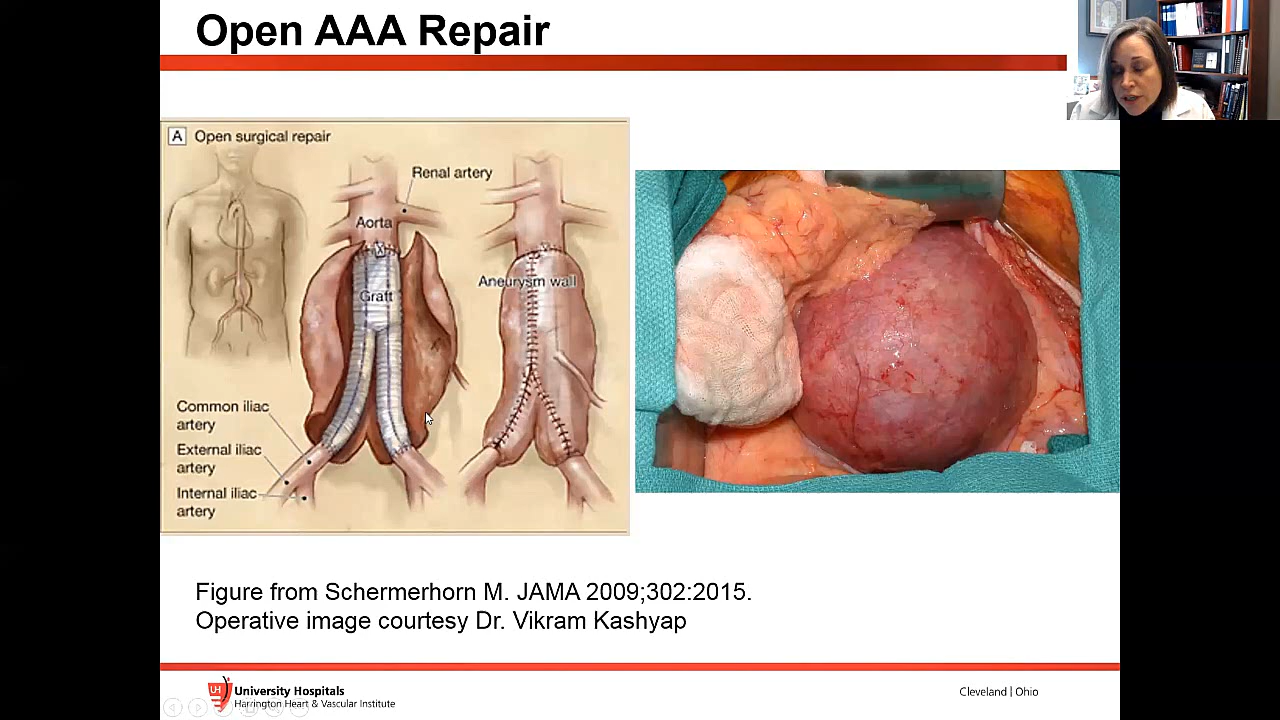 Open AAA Repair
A Open surgical repair
Renal artery
Aorta
Graft
Aneurysm wall
Common iliac
artery
External iliac
artery
Internal iliac
artery
Figure from Schermerhorn M. JAMA 2009;302:2015.
Operative image courtesy Dr. Vikram Kashyap
UH
University Hospitals
Harrington Heart & Vascular Institute
Cleveland | Ohio